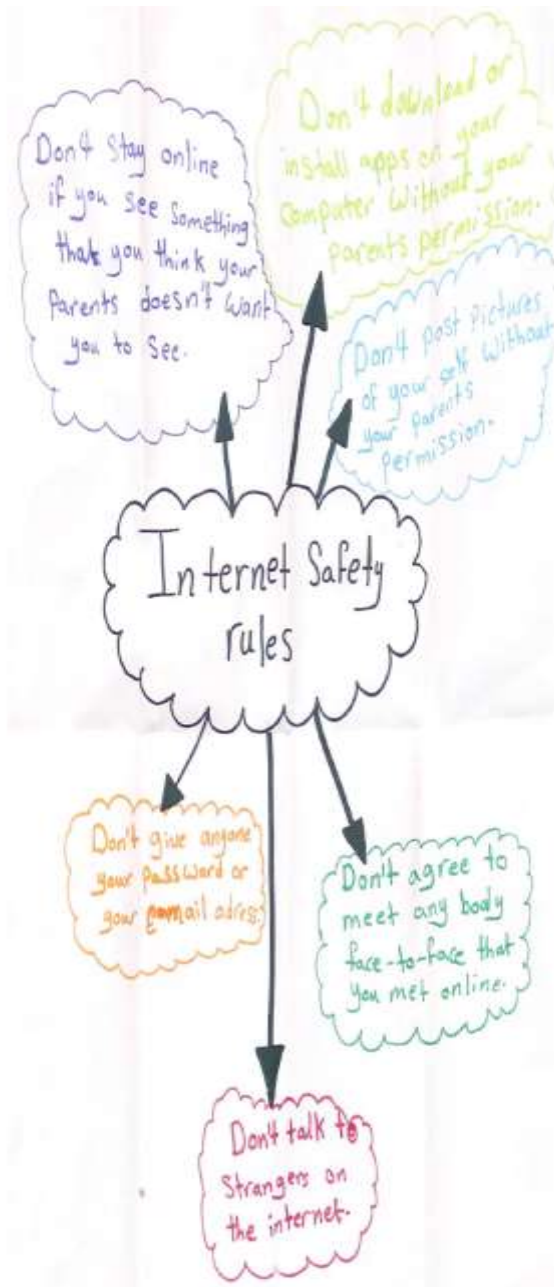 Don't download or
install apps on your
computer without your
parents permission.
Don't Stay online
if you see something
that you think your
Parents doesn't want
you to see.
Don't post Pictures
of your self without
your parents
permission.
Internet Safety
rules
Don't give anyone
your password or
your email adress.
Don't agree to
meet any body
face-to-face that
you met online.
Don't talk to
Strangers on
the internet.